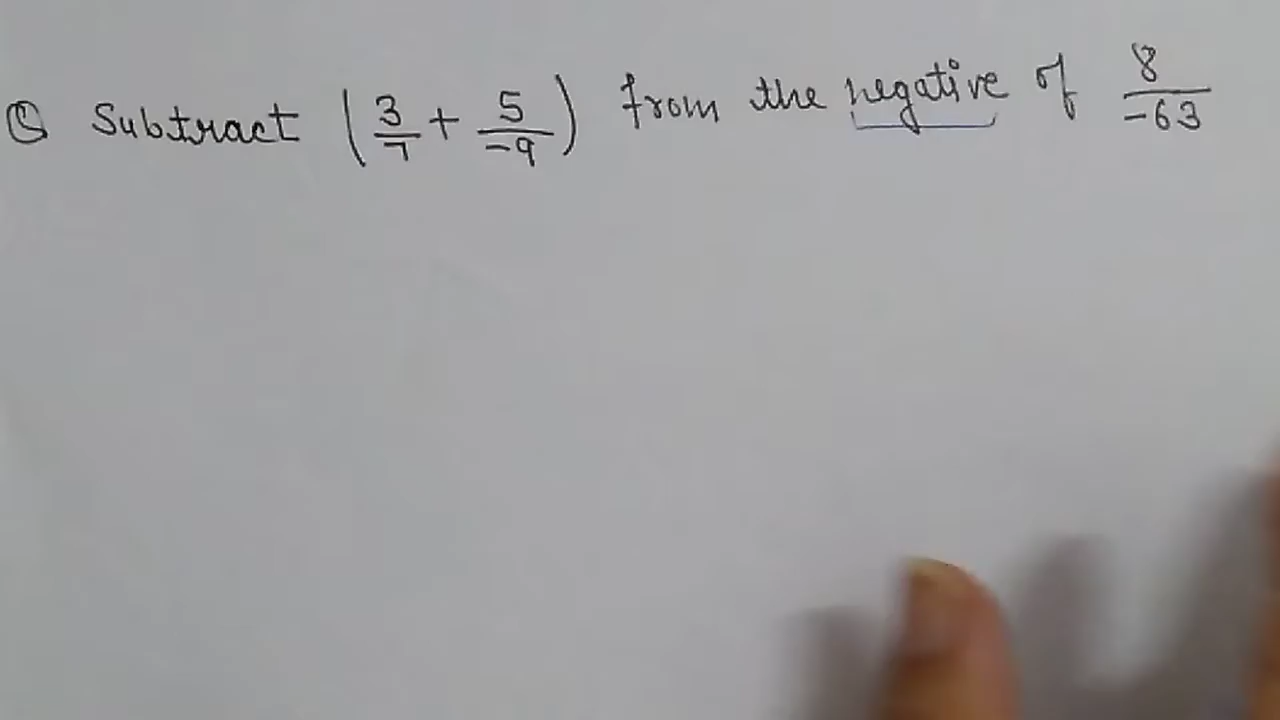 Q Subtract (3/7 + 5/-9) from the negative of 8/-63